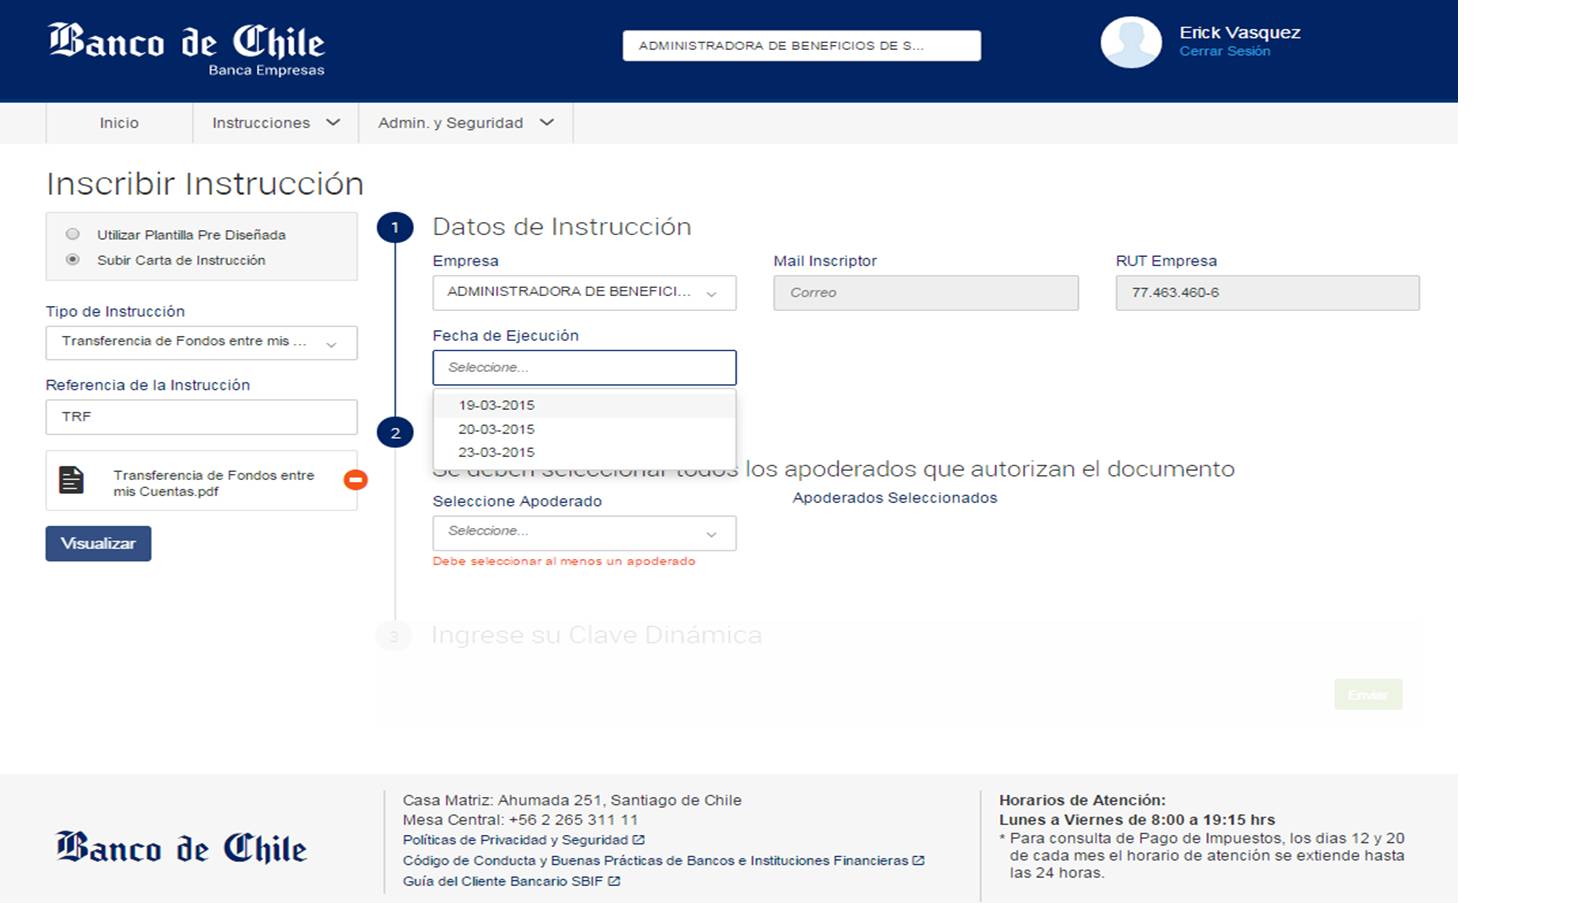 Banco de Chile
Banca Empresas
ADMINISTRADORA DE BENEFICIOS DE S...
Erick Vasquez
Cerrar Sesión
Inicio
Instrucciones
Admin. y Seguridad
Inscribir Instrucción
Utilizar Plantilla Pre Diseñada
Subir Carta de Instrucción
Tipo de Instrucción
Transferencia de Fondos entre mis ...
Referencia de la Instrucción
TRF
Transferencia de Fondos entre
mis Cuentas.pdf
Visualizar
1
Datos de Instrucción
Empresa
ADMINISTRADORA DE BENEFICI...
Mail Inscriptor
Correo
RUT Empresa
77.463.460-6
Fecha de Ejecución
Seleccione...
19-03-2015
20-03-2015
23-03-2015
2
Se deben seleccionar todos los apoderados que autorizan el documento
Seleccione Apoderado
Seleccione...
Debe seleccionar al menos un apoderado
Apoderados Seleccionados
3
Ingrese su Clave Dinámica
Enviar
Banco de Chile
Casa Matriz: Ahumada 251, Santiago de Chile
Mesa Central: +56 2 265 311 11
Políticas de Privacidad y Seguridad
Código de Conducta y Buenas Prácticas de Bancos e Instituciones Financieras
Guía del Cliente Bancario SBIF
Horarios de Atención:
Lunes a Viernes de 8:00 a 19:15 hrs
* Para consulta de Pago de Impuestos, los dias 12 y 20
de cada mes el horario de atención se extiende hasta
las 24 horas.